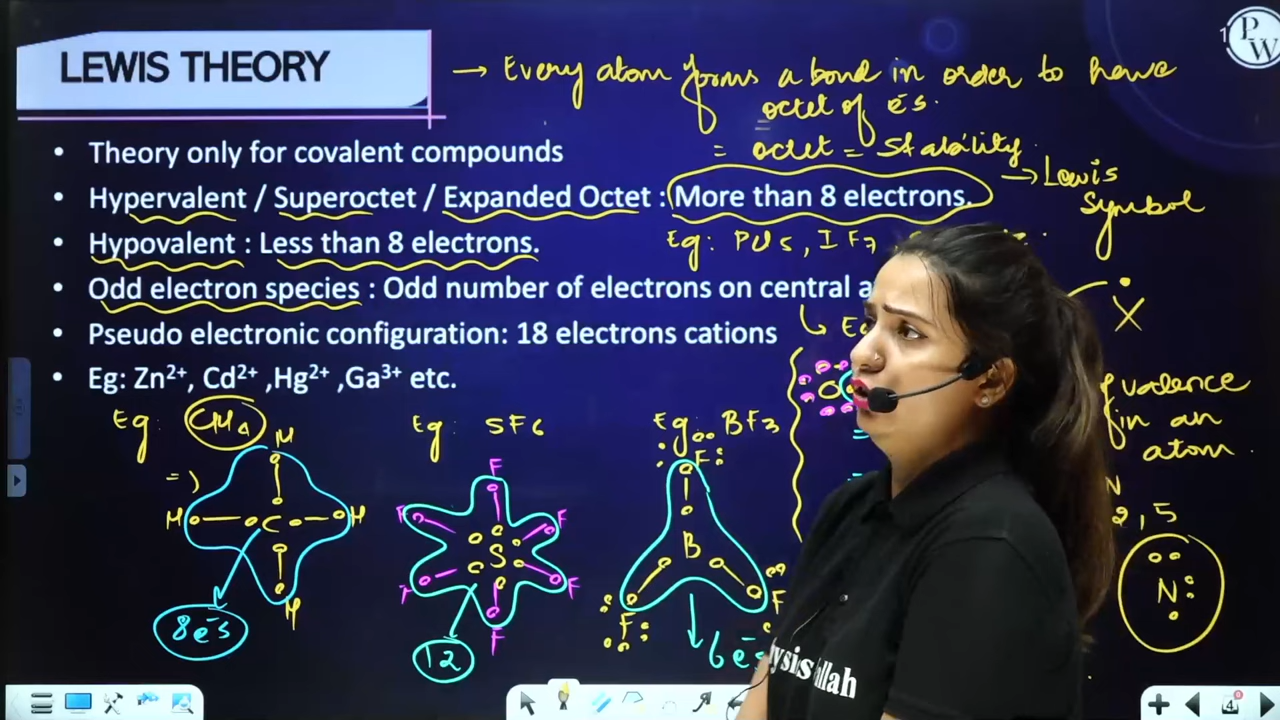 LEWIS THEORY
→ Every atom forms a bond in order to have
octet of e̅s.
= octet = Stability.
• Theory only for covalent compounds
→ Lewis
symbol
• Hypervalent / Superoctet / Expanded Octet : More than 8 electrons.
Eg: PCl5, IF7,
• Hypovalent : Less than 8 electrons.
• Odd electron species : Odd number of electrons on central a
X
• Pseudo electronic configuration: 18 electrons cations
• Eg: Zn²⁺, Cd²⁺ ,Hg²⁺ ,Ga³⁺ etc.
valence
in an
atom.
N
2, 5
N
Eg: CH4
H
H C H
H
8e̅s
Eg: SF6
F
F F
S
F F
F
12
Eg: BF3
F
B
F F
6e̅s
O
PW
ysics
allah
4